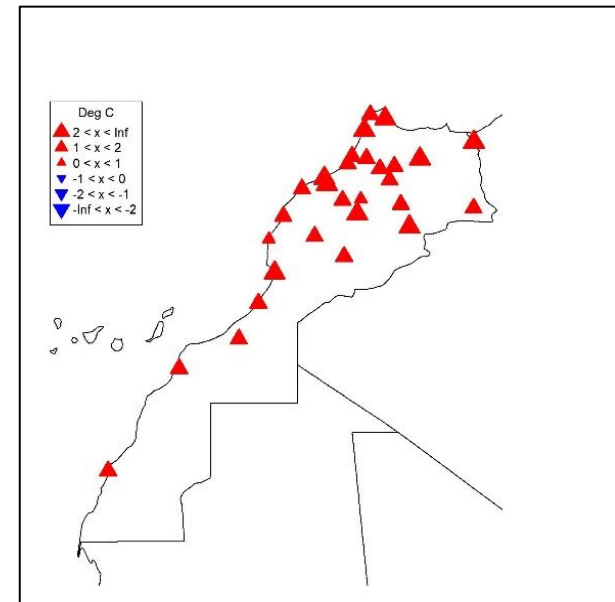 Deg C
2 < x < Inf
1 < x < 2
0 < x < 1
-1 < x < 0
-2 < x < -1
-Inf < x < -2